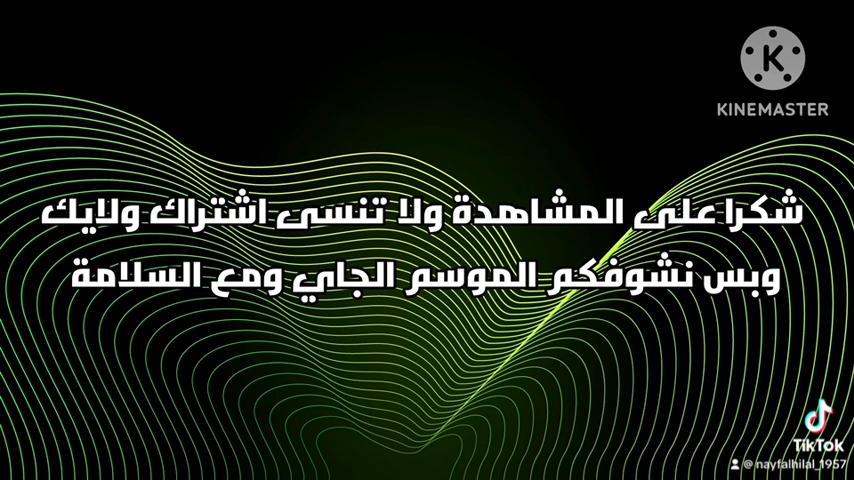 KINEMASTER
شكرا على المشاهدة ولا تنسى اشتراك ولايك
وبس نشوفكم الموسم الجاي ومع السلامة
TikTok
@nayfalhilal_1957